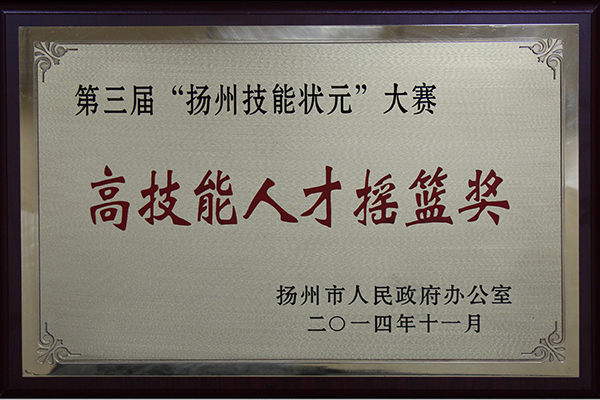 第三届“扬州技能状元”大赛
高技能人才摇篮奖
扬州市人民政府办公室
二〇一四年十一月